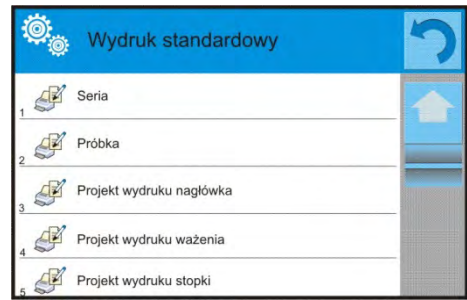 Wydruk standardowy
1 Seria
2 Próbka
3 Projekt wydruku nagłówka
4 Projekt wydruku ważenia
5 Projekt wydruku stopki